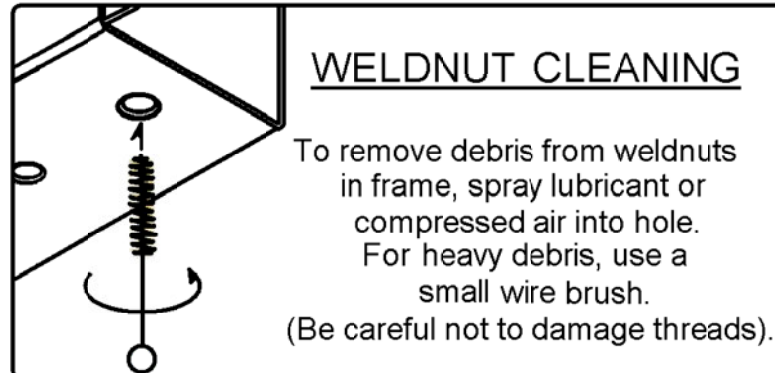 WELDNUT CLEANING
To remove debris from weldnuts
in frame, spray lubricant or
compressed air into hole.
For heavy debris, use a
small wire brush.
(Be careful not to damage threads).